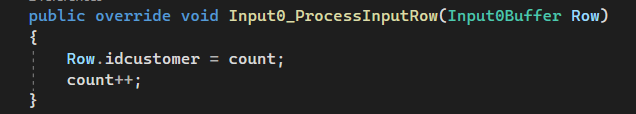 public override void Input0_ProcessInputRow(Input0Buffer Row)
{
Row.idcustomer = count;
count++;
}